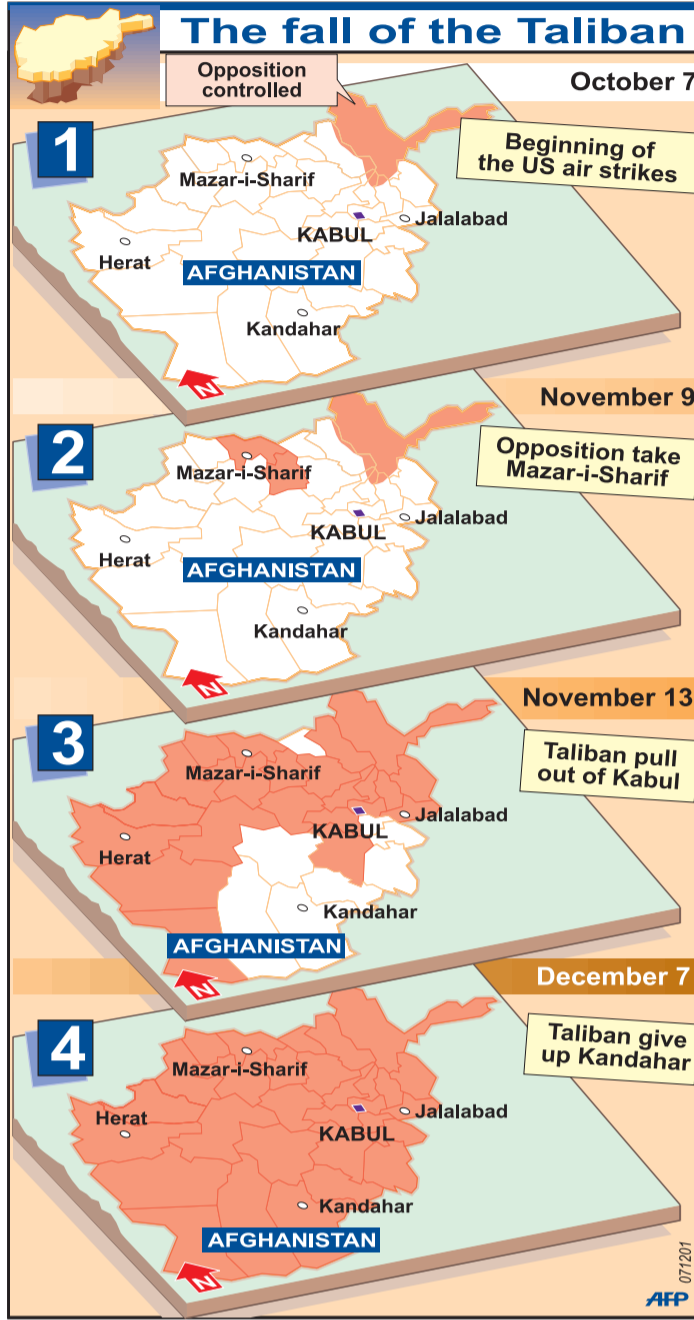 The fall of the Taliban
Opposition
controlled
October 7
1
Beginning of
the US air strikes
Mazar-i-Sharif
KABUL
Jalalabad
Herat
AFGHANISTAN
Kandahar
N
November 9
2
Opposition take
Mazar-i-Sharif
Mazar-i-Sharif
KABUL
Jalalabad
Herat
AFGHANISTAN
Kandahar
N
November 13
3
Taliban pull
out of Kabul
Mazar-i-Sharif
KABUL
Jalalabad
Herat
Kandahar
AFGHANISTAN
N
December 7
4
Taliban give
up Kandahar
Mazar-i-Sharif
Herat
KABUL
Jalalabad
Kandahar
AFGHANISTAN
N
071201
AFP